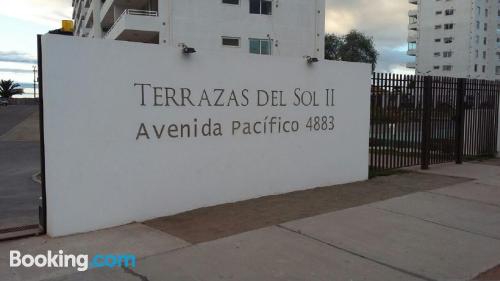 TERRAZAS DEL SOL II
Avenida Pacífico 4883
Booking.com